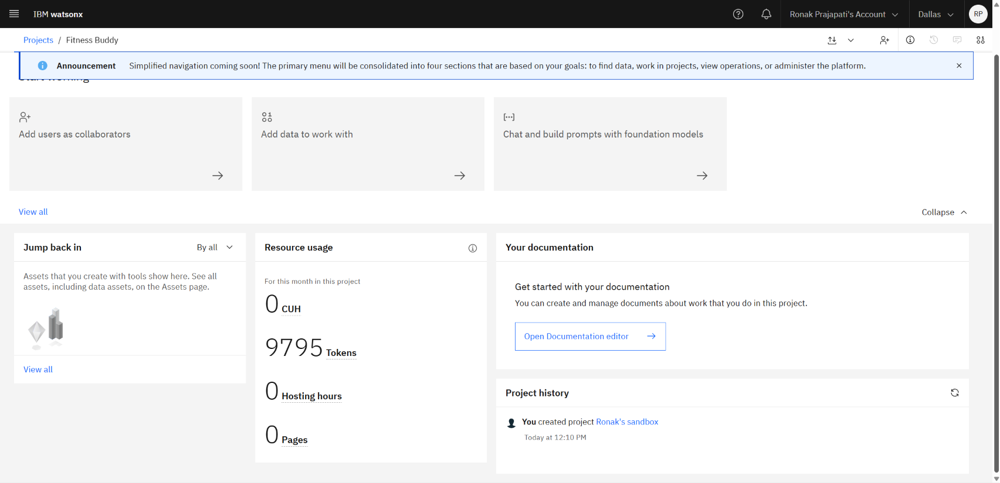 IBM watsonx
Ronak Prajapati's Account
Dallas
RP
Projects / Fitness Buddy
Announcement Simplified navigation coming soon! The primary menu will be consolidated into four sections that are based on your goals: to find data, work in projects, view operations, or administer the platform.
Start working
Add users as collaborators
Add data to work with
Chat and build prompts with foundation models
View all
Collapse
Jump back in
By all
Assets that you create with tools show here. See all
assets, including data assets, on the Assets page.
View all
Resource usage
For this month in this project
0 CUH
9795 Tokens
0 Hosting hours
0 Pages
Your documentation
Get started with your documentation
You can create and manage documents about work that you do in this project.
Open Documentation editor
Project history
You created project Ronak's sandbox
Today at 12:10 PM